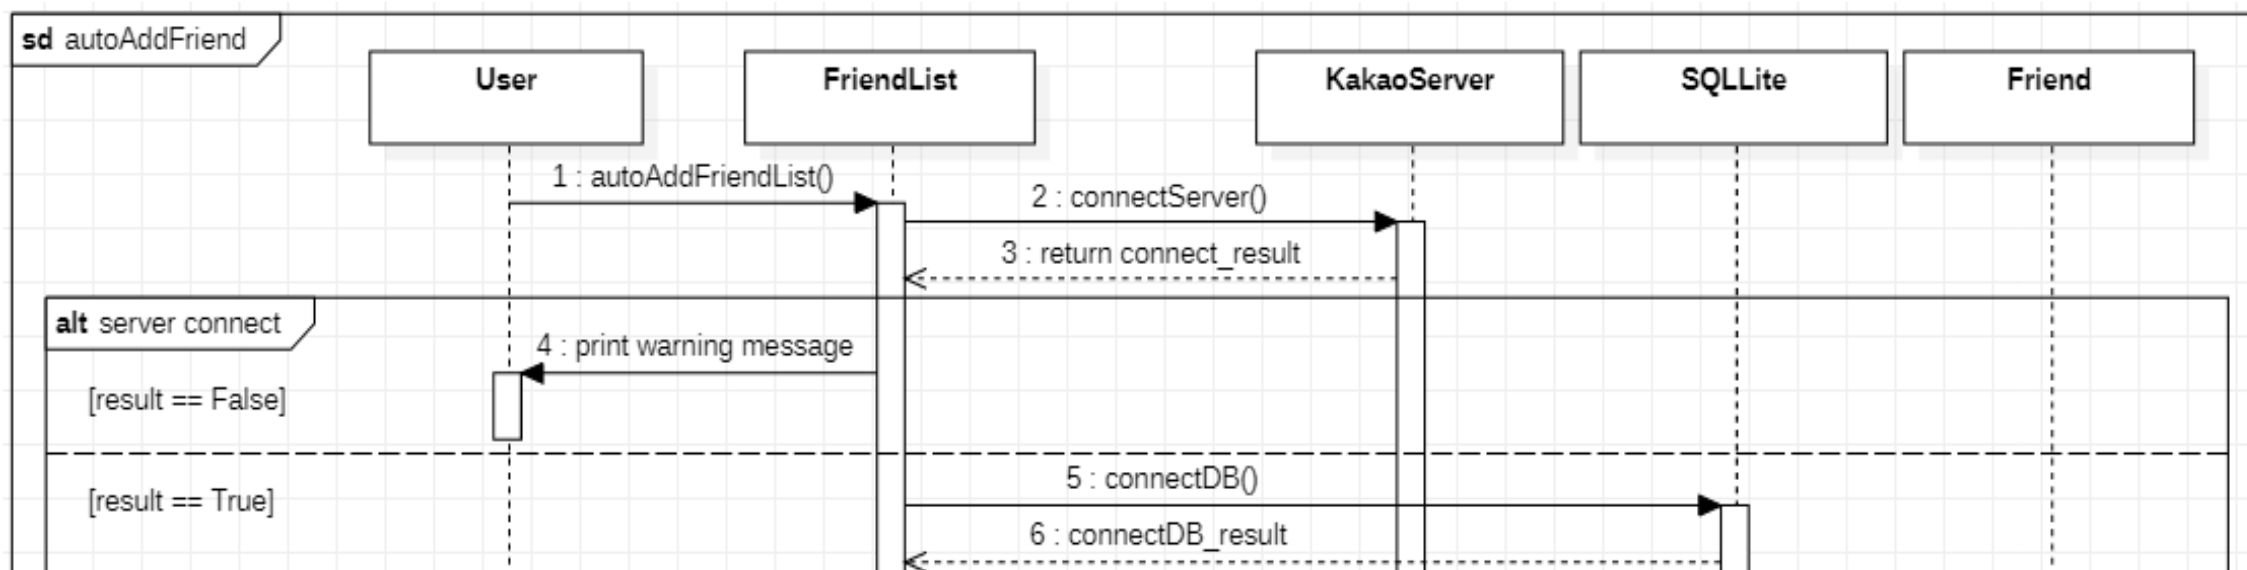 sd autoAddFriend
User
FriendList
KakaoServer
SQLLite
Friend
1 : autoAddFriendList()
2 : connectServer()
3 : return connect_result
alt server connect
4 : print warning message
[result == False]
5 : connectDB()
[result == True]
6 : connectDB_result